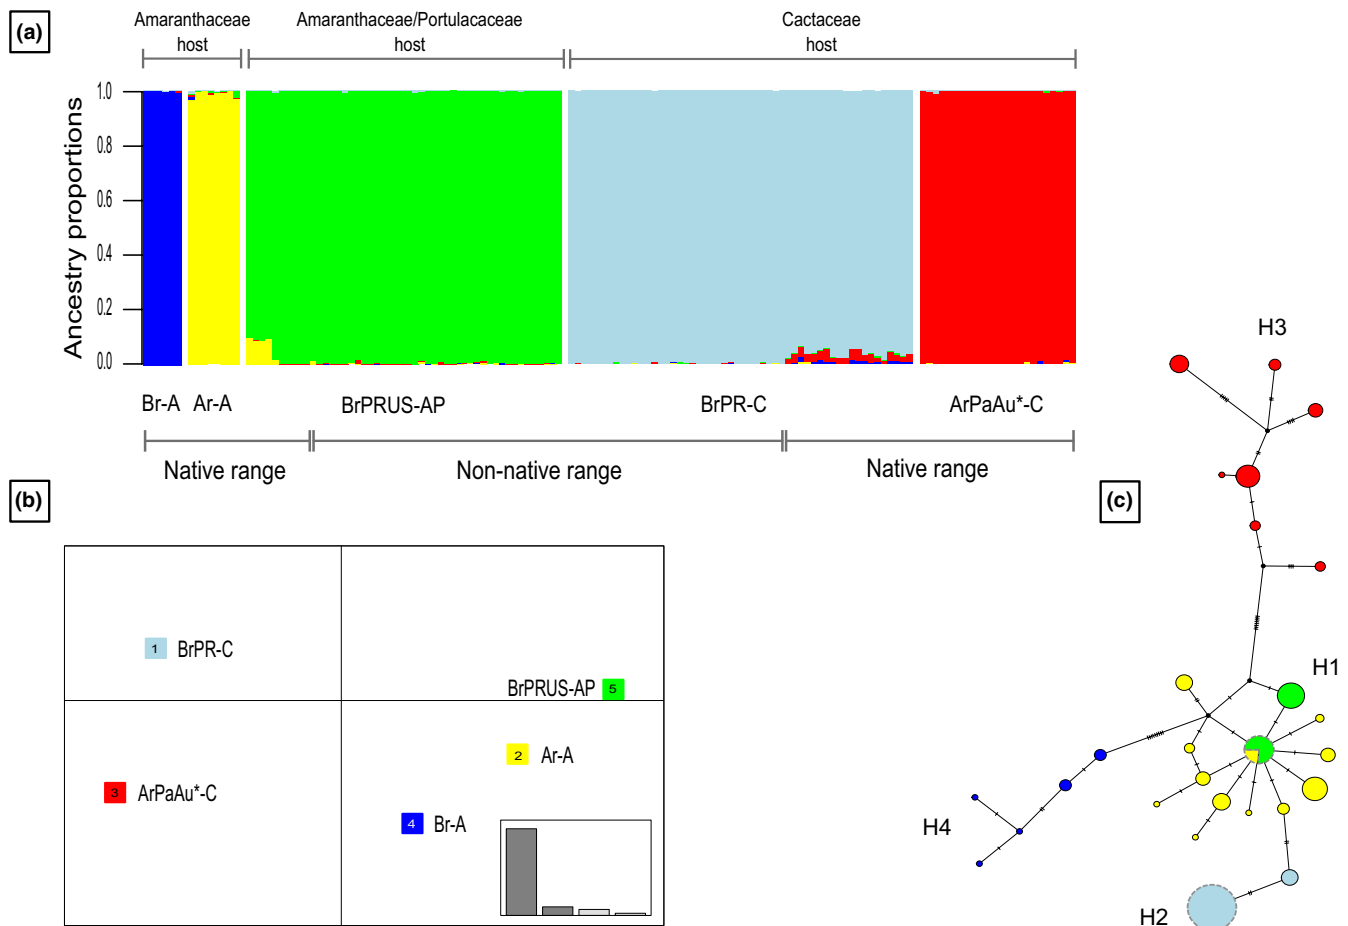 (a)
Amaranthaceae
host
Amaranthaceae/Portulacaceae
host
Cactaceae
host
Ancestry proportions
1.0
0.8
0.6
0.4
0.2
0.0
Br-A
Ar-A
BrPRUS-AP
BrPR-C
ArPaAu*-C
Native range
Non-native range
Native range
(b)
1 BrPR-C
BrPRUS-AP 5
2 Ar-A
3 ArPaAu*-C
4 Br-A
(c)
H3
H1
H4
H2